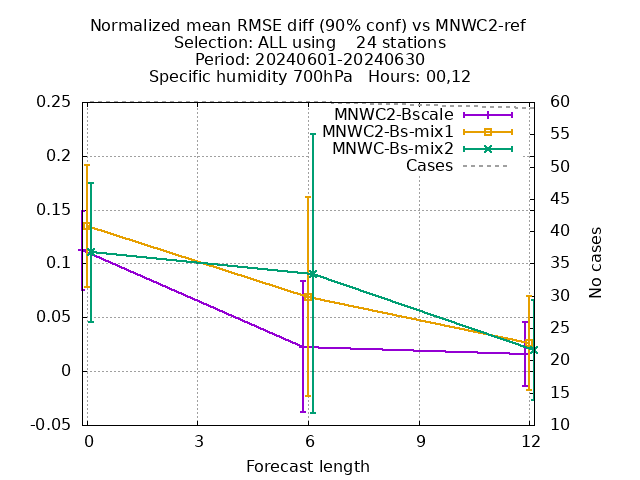 Normalized mean RMSE diff (90% conf) vs MNWC2-ref
Selection: ALL using    24 stations
Period: 20240601-20240630
Specific humidity 700hPa   Hours: 00,12
0.25
0.2
0.15
0.1
0.05
0
-0.05
60
55
50
45
40
35
30
25
20
15
10
MNWC2-Bscale
MNWC2-Bs-mix1
MNWC-Bs-mix2
Cases
No cases
0 3 6 9 12
Forecast length